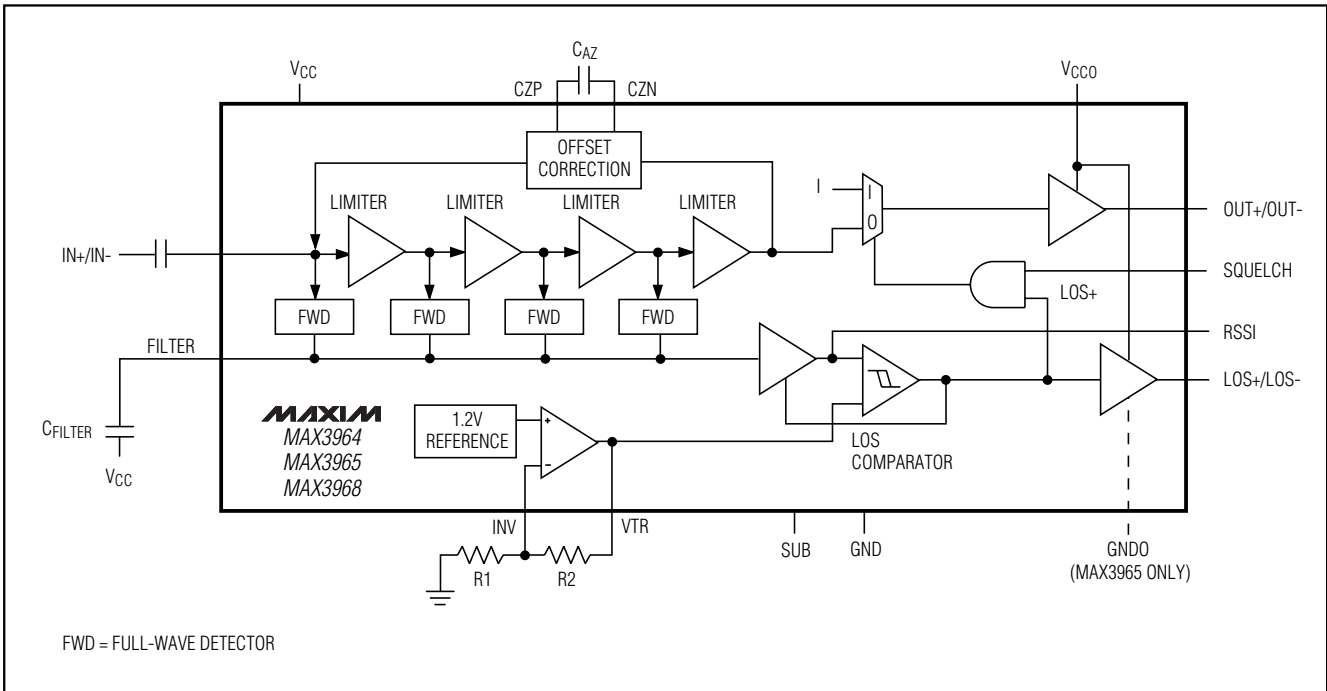 CAZ
VCC
CZP
CZN
VCCO
OFFSET
CORRECTION
I
I
O
LIMITER
LIMITER
LIMITER
LIMITER
OUT+/OUT-
IN+/IN-
SQUELCH
LOS+
FWD
FWD
FWD
FWD
RSSI
FILTER
LOS+/LOS-
MAXIM
MAX3964
MAX3965
MAX3968
1.2V
REFERENCE
+
−
CFILTER
VCC
LOS
COMPARATOR
INV
VTR
SUB
GND
GNDO
(MAX3965 ONLY)
R1
R2
FWD = FULL-WAVE DETECTOR